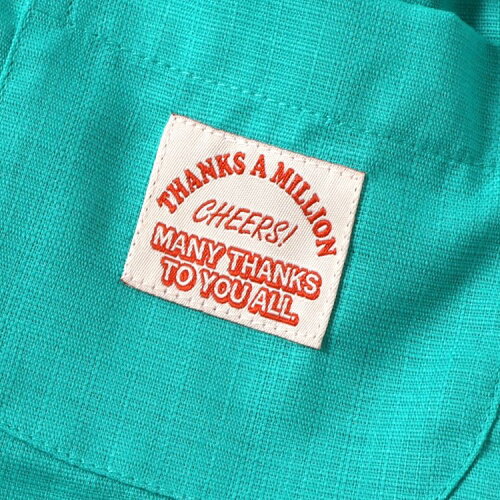 THANKS A MILLION
CHEERS!
MANY THANKS
TO YOU ALL.